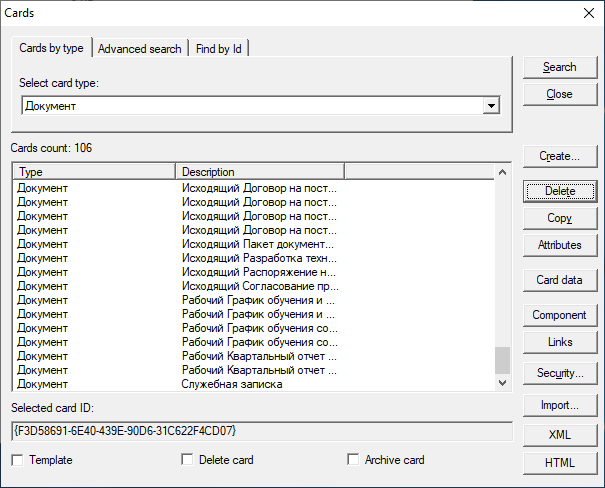 Cards
Cards by type Advanced search Find by Id
Select card type:
Документ
Search
Close
Cards count: 106
Type Description
Документ Исходящий Договор на пост...
Документ Исходящий Договор на пост...
Документ Исходящий Договор на пост...
Документ Исходящий Договор на пост...
Документ Исходящий Пакет документ...
Документ Исходящий Разработка техн...
Документ Исходящий Распоряжение н...
Документ Исходящий Согласование пр...
Документ Рабочий График обучения и ...
Документ Рабочий График обучения и ...
Документ Рабочий График обучения со...
Документ Рабочий График обучения со...
Документ Рабочий Квартальный отчет ...
Документ Рабочий Квартальный отчет ...
Документ Служебная записка
Create...
Delete
Copy
Attributes
Card data
Component
Links
Security...
Import...
XML
HTML
Selected card ID:
{F3D58691-6E40-439E-90D6-31C622F4CD07}
Template Delete card Archive card